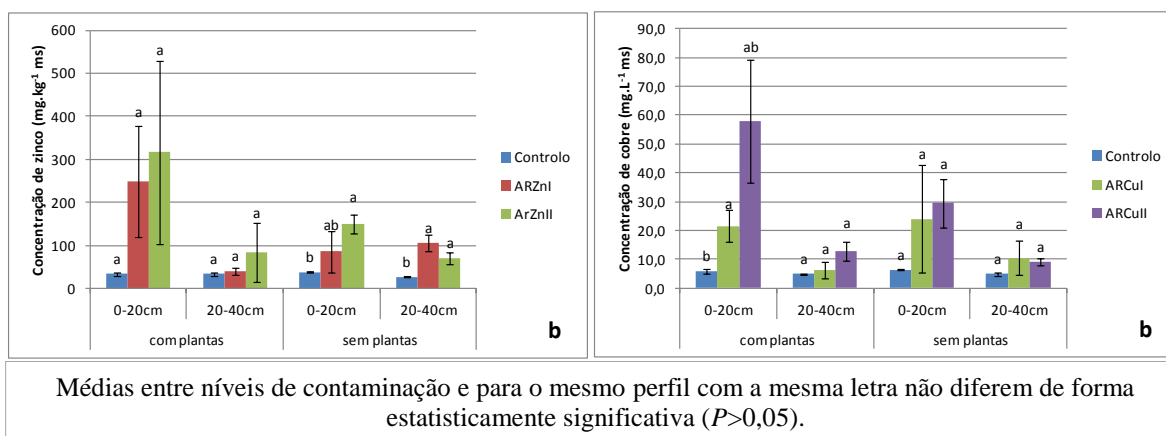 Concentração de zinco (mg.kg⁻¹ ms)
600
500
400
300
200
100
0
a a a
a a a
b ab a
b a a
0-20cm 20-40cm 0-20cm 20-40cm
com plantas sem plantas
Controlo
ARZnI
ArZnII
b
Concentração de cobre (mg.L⁻¹ ms)
90,0
80,0
70,0
60,0
50,0
40,0
30,0
20,0
10,0
0,0
b a ab
a a a
a a a
a a a
0-20cm 20-40cm 0-20cm 20-40cm
com plantas sem plantas
Controlo
ARCuI
ARCuII
b
Médias entre níveis de contaminação e para o mesmo perfil com a mesma letra não diferem de forma
estatisticamente significativa (P>0,05).